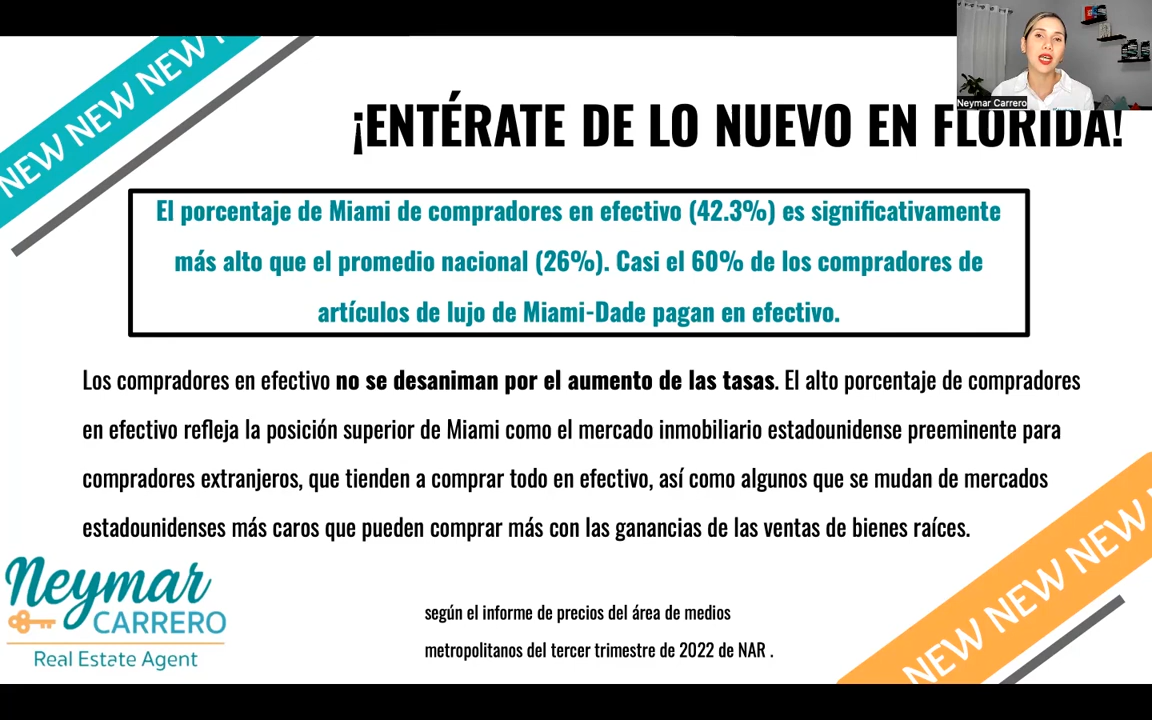 NEW NEW NEW NEW
Neymar Carrero
¡ENTÉRATE DE LO NUEVO EN FLORIDA!
El porcentaje de Miami de compradores en efectivo (42.3%) es significativamente
más alto que el promedio nacional (26%). Casi el 60% de los compradores de
artículos de lujo de Miami-Dade pagan en efectivo.
Los compradores en efectivo no se desaniman por el aumento de las tasas. El alto porcentaje de compradores
en efectivo refleja la posición superior de Miami como el mercado inmobiliario estadounidense preeminente para
compradores extranjeros, que tienden a comprar todo en efectivo, así como algunos que se mudan de mercados
estadounidenses más caros que pueden comprar más con las ganancias de las ventas de bienes raíces.
Neymar
CARRERO
Real Estate Agent
según el informe de precios del área de medios
metropolitanos del tercer trimestre de 2022 de NAR .
NEW NEW NEW NEW